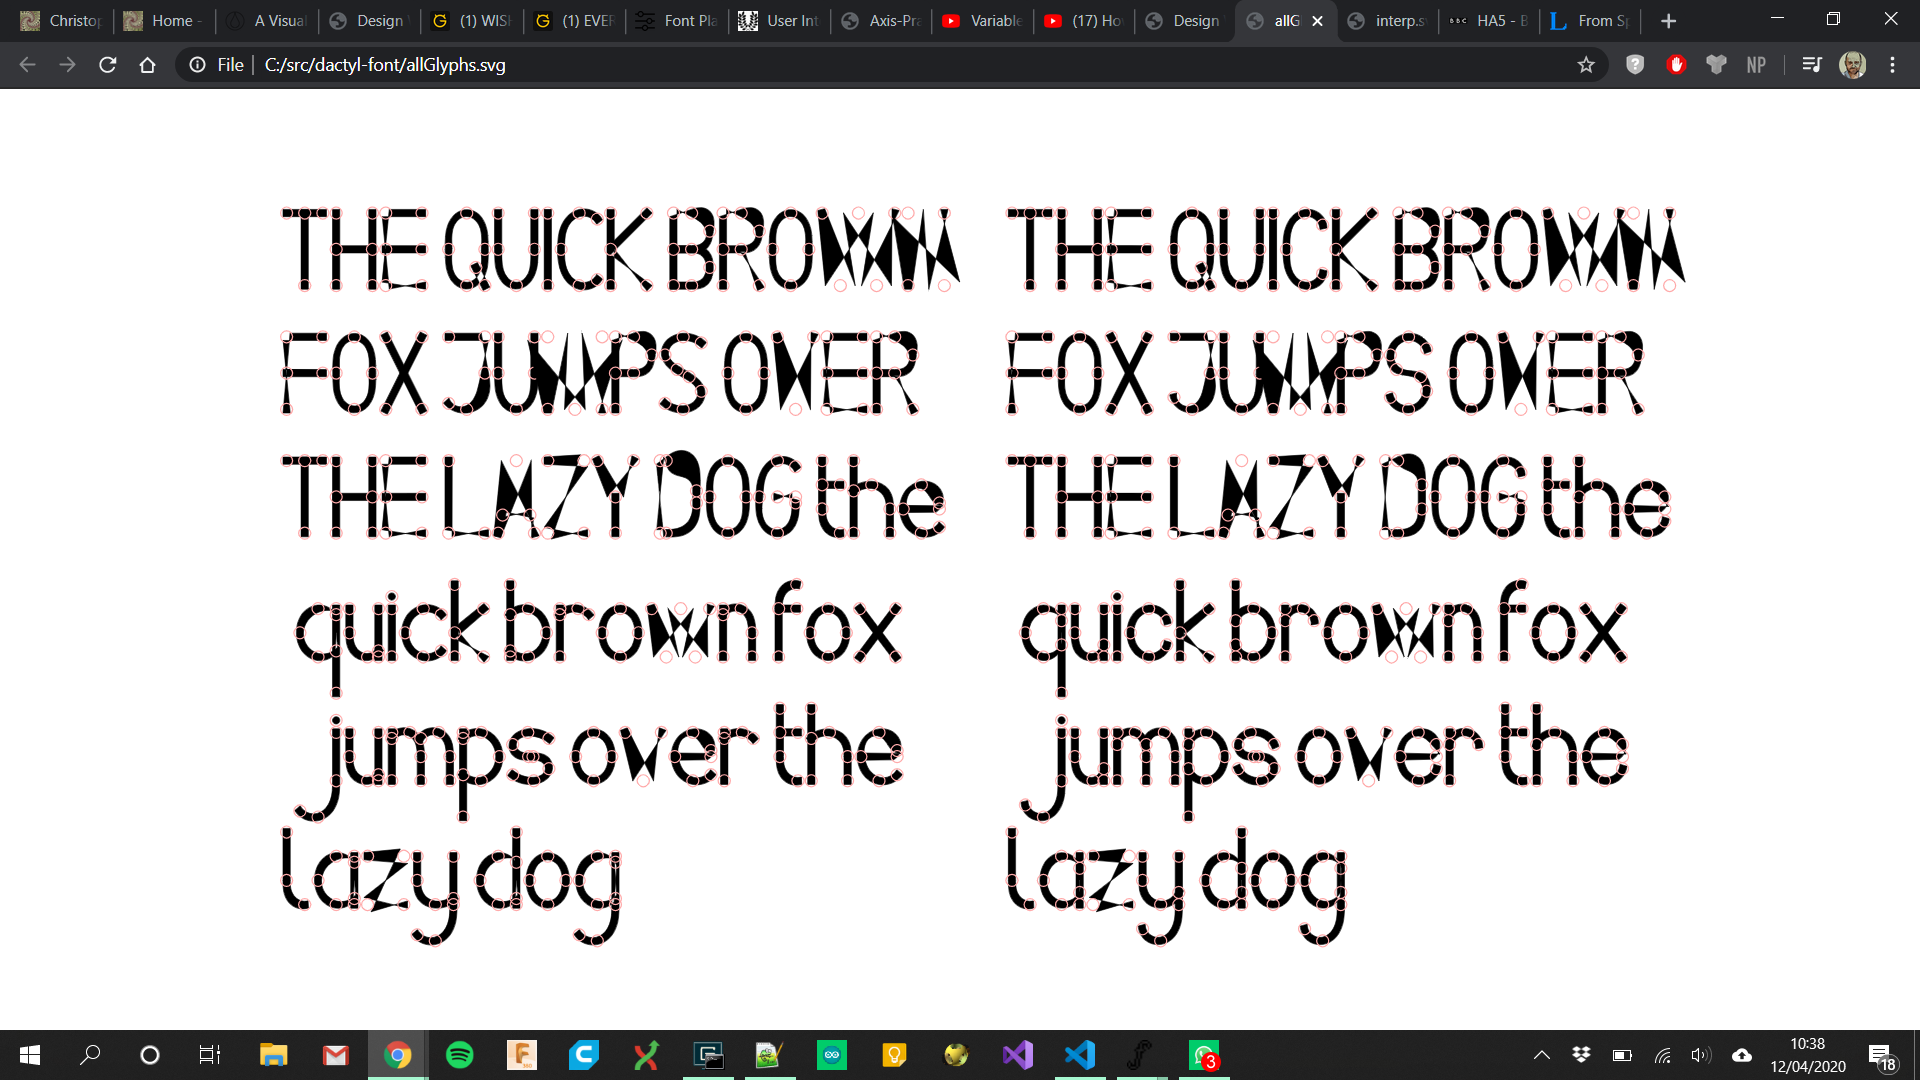 Christop
Home -
A Visual
Design
(1) WISH
(1) EVER
Font Pla
User Int
Axis-Pra
Variable
(17) Ho
Design
allG
interp.s
BBC
HA5 - B
From Sp
File
C:/src/dactyl-font/allGlyphs.svg
NP
THE QUICK BROWN THE QUICK BROWN
FOX JUMPS OVER FOX JUMPS OVER
THE LAZY DOG the THE LAZY DOG the
quick brown fox quick brown fox
jumps over the jumps over the
lazy dog lazy dog
3
10:38
12/04/2020
18